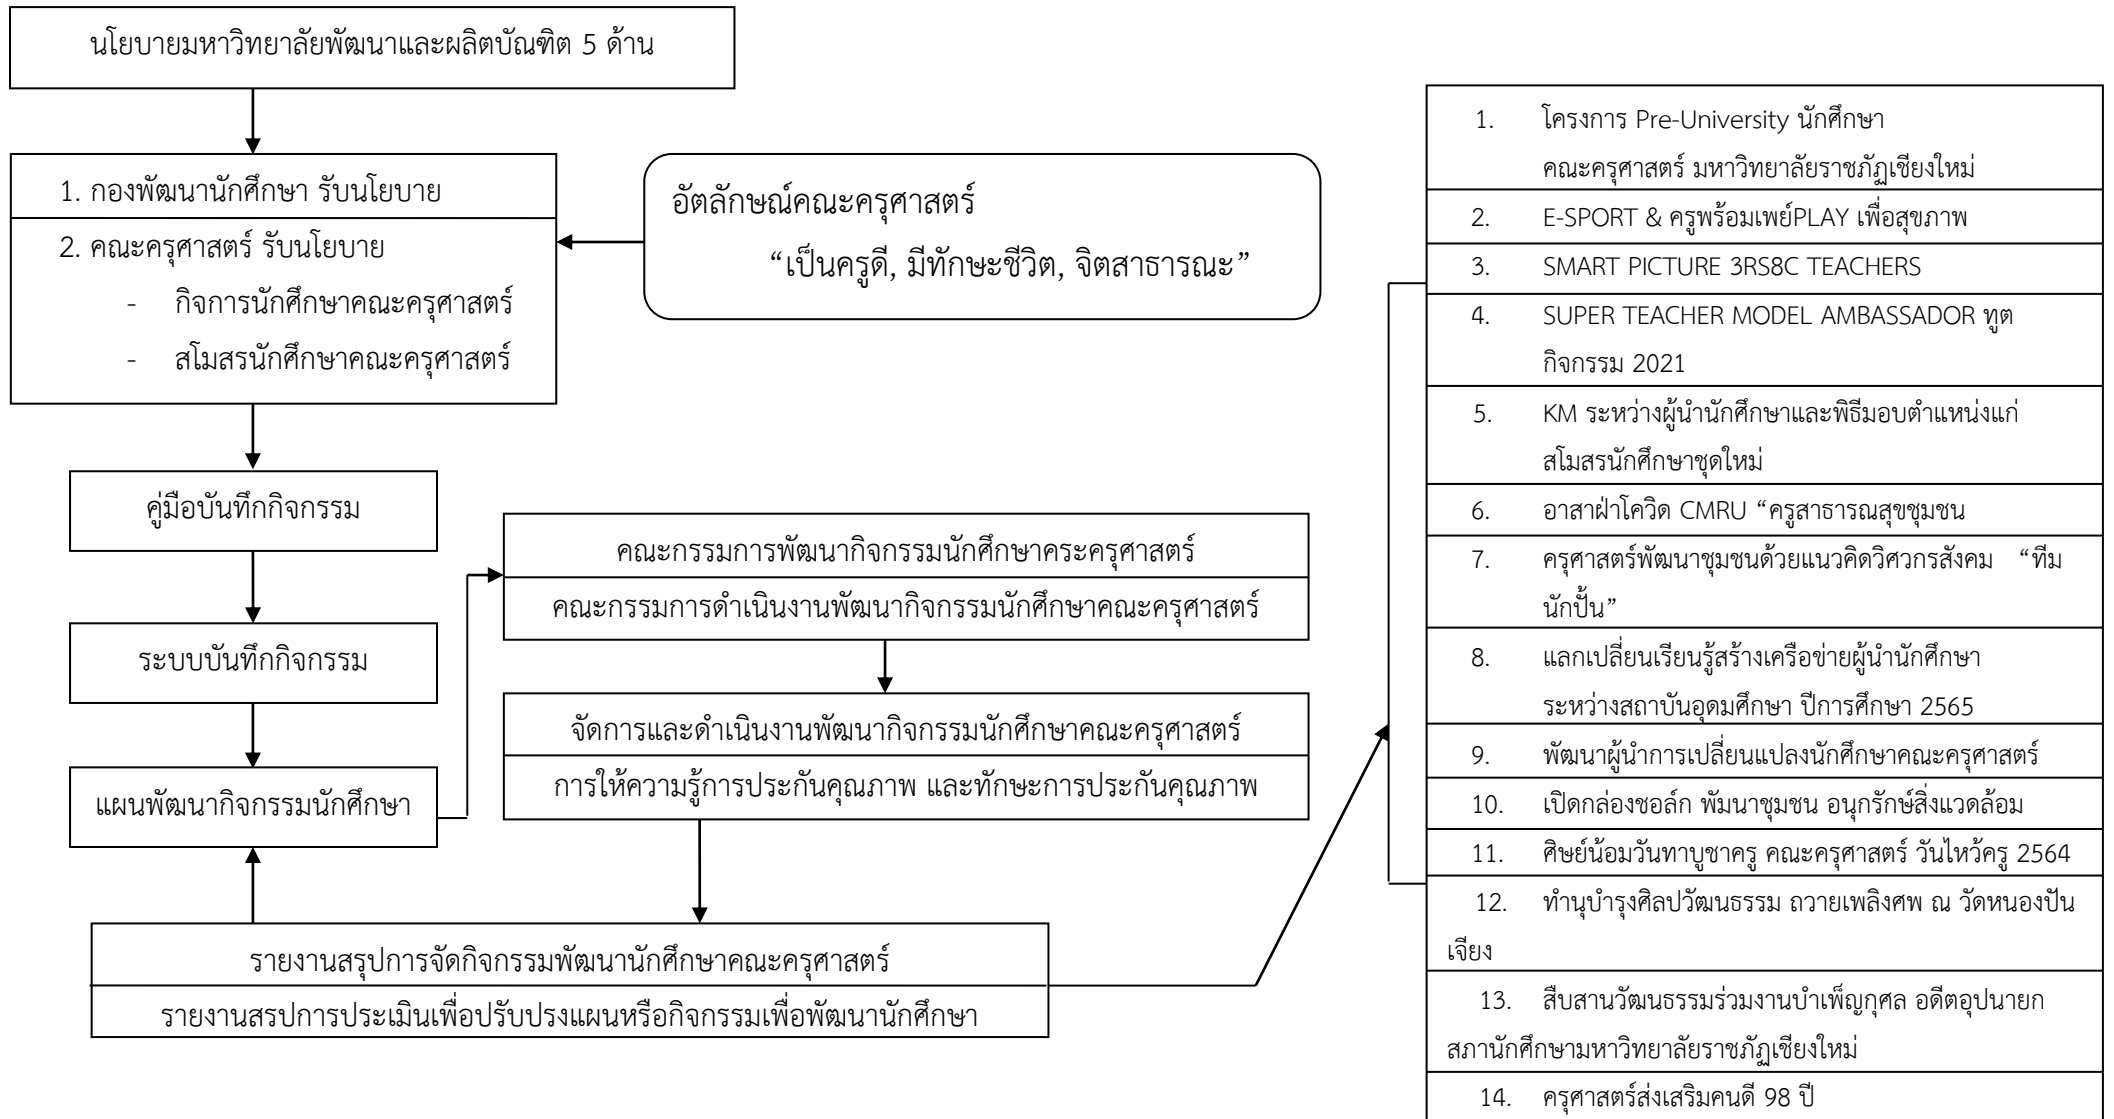 นโยบายมหาวิทยาลัยพัฒนาและผลิตบัณฑิต 5 ด้าน
1. กองพัฒนานักศึกษา รับนโยบาย
2. คณะครุศาสตร์ รับนโยบาย
- กิจการนักศึกษาคณะครุศาสตร์
- สโมสรนักศึกษาคณะครุศาสตร์
อัตลักษณ์คณะครุศาสตร์
“เป็นครูดี, มีทักษะชีวิต, จิตสาธารณะ”
คู่มือบันทึกกิจกรรม
ระบบบันทึกกิจกรรม
แผนพัฒนากิจกรรมนักศึกษา
คณะกรรมการพัฒนากิจกรรมนักศึกษาคระครุศาสตร์
คณะกรรมการดำเนินงานพัฒนากิจกรรมนักศึกษาคณะครุศาสตร์
จัดการและดำเนินงานพัฒนากิจกรรมนักศึกษาคณะครุศาสตร์
การให้ความรู้การประกันคุณภาพ และทักษะการประกันคุณภาพ
รายงานสรุปการจัดกิจกรรมพัฒนานักศึกษาคณะครุศาสตร์
รายงานสรปการประเมินเพื่อปรับปรงแผนหรือกิจกรรมเพื่อพัฒนานักศึกษา
1. โครงการ Pre-University นักศึกษา
คณะครุศาสตร์ มหาวิทยาลัยราชภัฏเชียงใหม่
2. E-SPORT & ครูพร้อมเพย์PLAY เพื่อสุขภาพ
3. SMART PICTURE 3RS8C TEACHERS
4. SUPER TEACHER MODEL AMBASSADOR ทูต
กิจกรรม 2021
5. KM ระหว่างผู้นำนักศึกษาและพิธีมอบตำแหน่งแก่
สโมสรนักศึกษาชุดใหม่
6. อาสาฝ่าโควิด CMRU “ครูสาธารณสุขชุมชน
7. ครุศาสตร์พัฒนาชุมชนด้วยแนวคิดวิศวกรสังคม “ทีม
นักปั้น”
8. แลกเปลี่ยนเรียนรู้สร้างเครือข่ายผู้นำนักศึกษา
ระหว่างสถาบันอุดมศึกษา ปีการศึกษา 2565
9. พัฒนาผู้นำการเปลี่ยนแปลงนักศึกษาคณะครุศาสตร์
10. เปิดกล่องชอล์ก พัมนาชุมชน อนุกรักษ์สิ่งแวดล้อม
11. ศิษย์น้อมวันทาบูชาครู คณะครุศาสตร์ วันไหว้ครู 2564
12. ทำนุบำรุงศิลปวัฒนธรรม ถวายเพลิงศพ ณ วัดหนองปัน
เจียง
13. สืบสานวัฒนธรรมร่วมงานบำเพ็ญกุศล อดีตอุปนายก
สภานักศึกษามหาวิทยาลัยราชภัฏเชียงใหม่
14. ครุศาสตร์ส่งเสริมคนดี 98 ปี